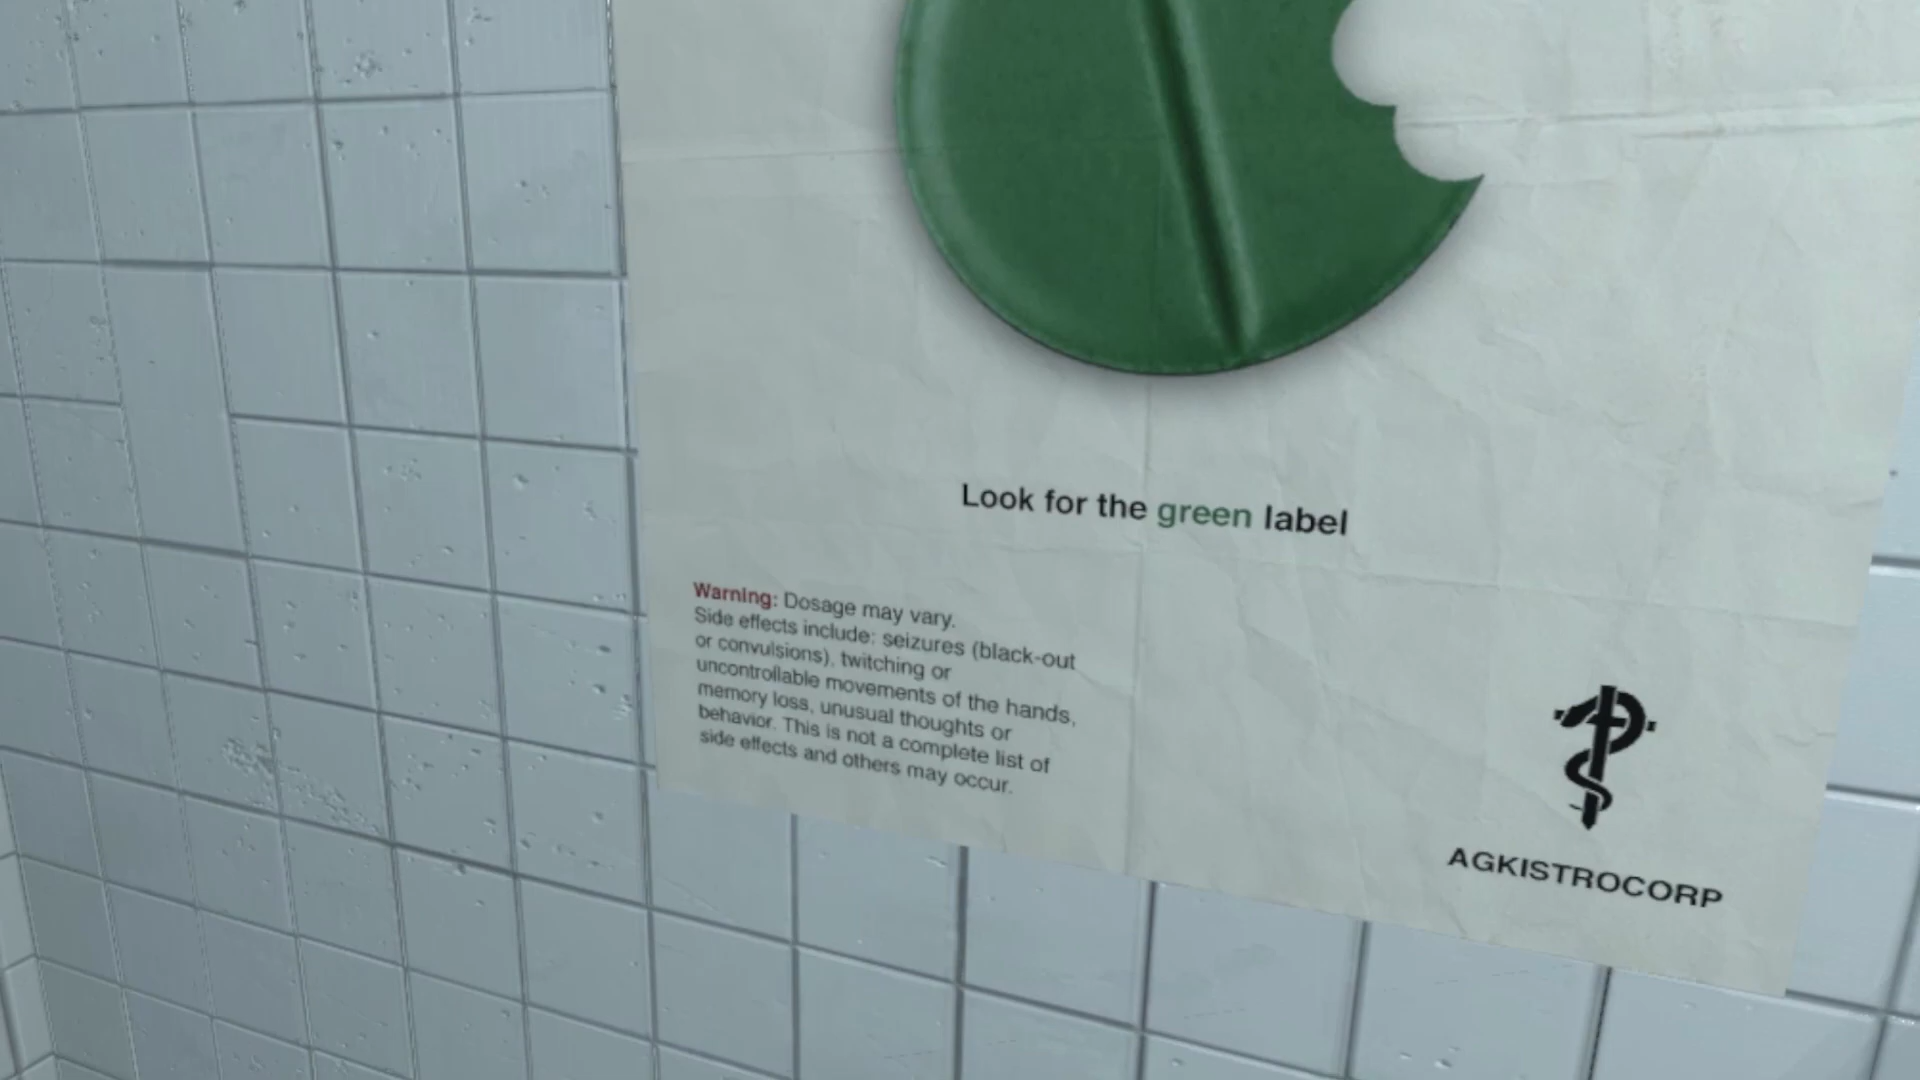 Look for the green label
Warning: Dosage may vary.
Side effects include: seizures (black-out
or convulsions), twitching or
uncontrollable movements of the hands,
memory loss, unusual thoughts or
behavior. This is not a complete list of
side effects and others may occur.
AGKISTROCORP